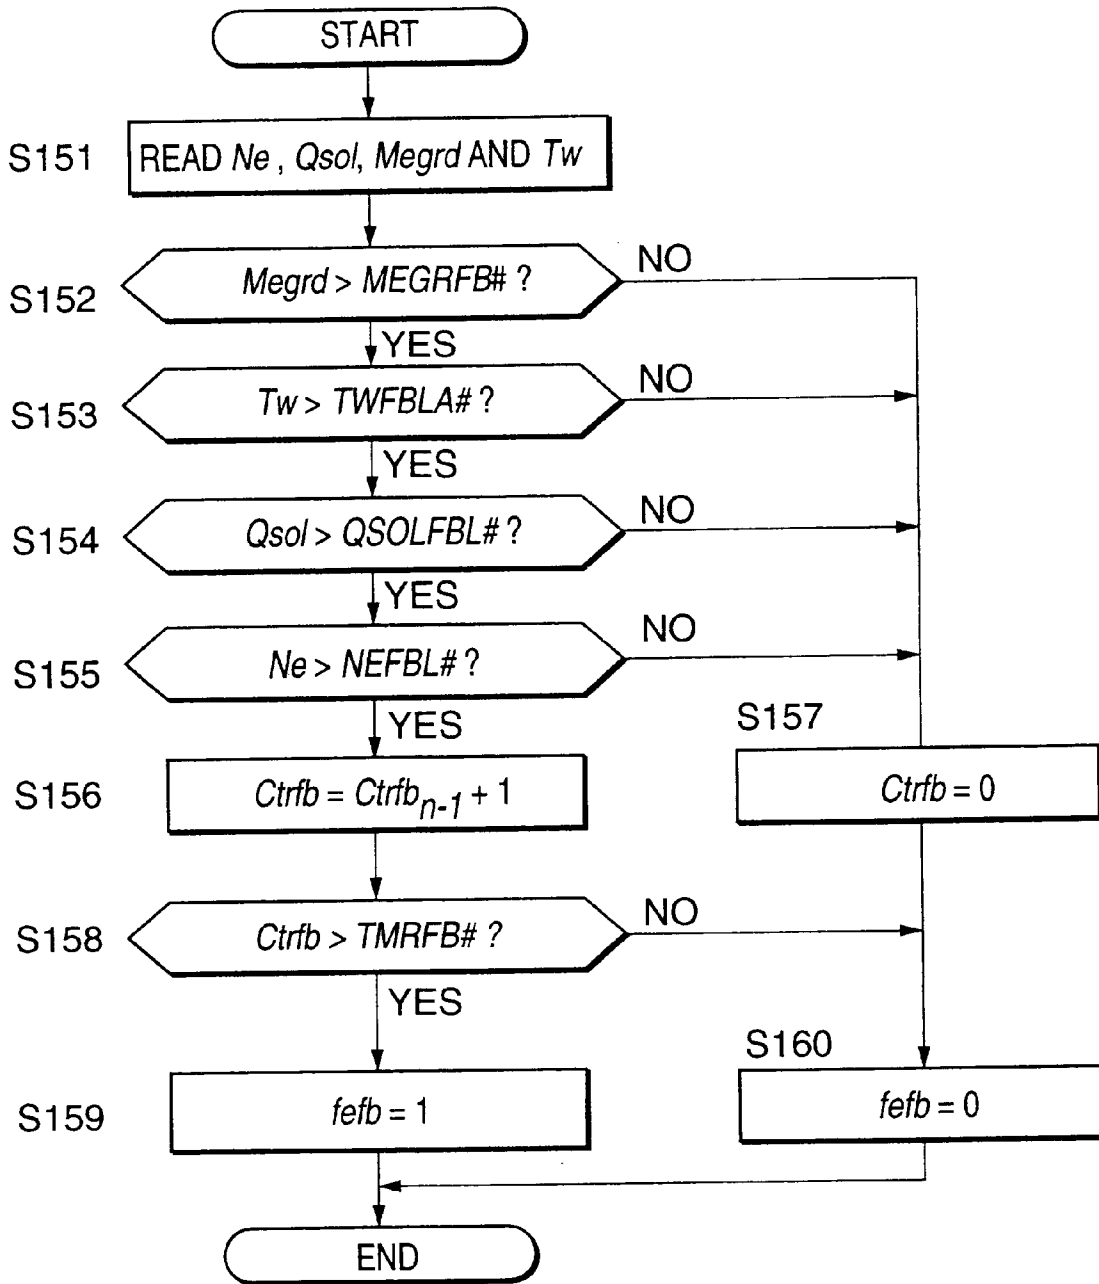 START
S151
READ Ne , Qsol, Megrd AND Tw
S152
Megrd > MEGRFB# ?
NO
YES
S153
Tw > TWFBLA# ?
NO
YES
S154
Qsol > QSOLFBL# ?
NO
YES
S155
Ne > NEFBL# ?
NO
YES
S157
S156
Ctrfb = Ctrfbn-1 + 1
Ctrfb = 0
S158
Ctrfb > TMRFB# ?
NO
YES
S160
S159
fefb = 1
fefb = 0
END